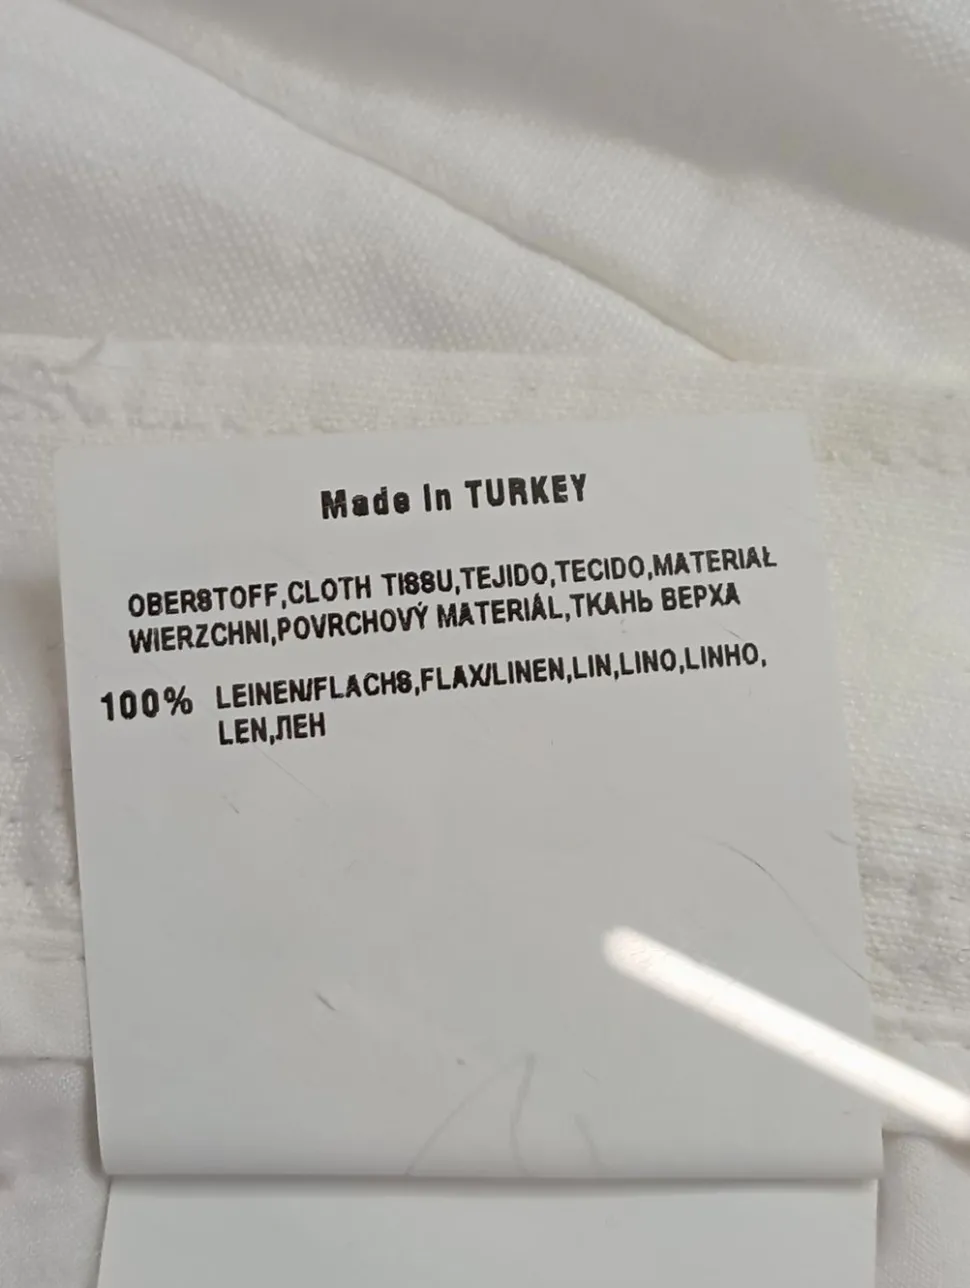 Made In TURKEY
OBERSTOFF,CLOTH TISSU,TEJIDO,TECIDO,MATERIAŁ
WIERZCHNI,POVRCHOVÝ MATERIÁL,ТКАНЬ ВЕРХА
100% LEINEN/FLACHS,FLAX/LINEN,LIN,LINO,LINHO,
LEN,ЛЕН